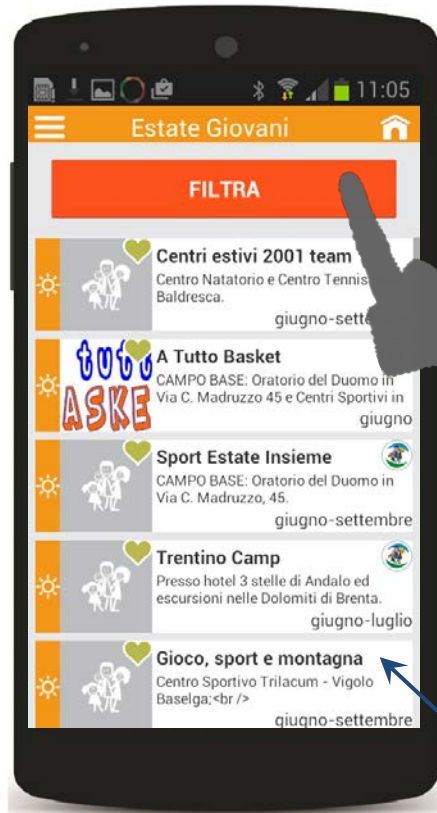 11:05
Estate Giovani
FILTRA
Centri estivi 2001 team
Centro Natatorio e Centro Tennis
Baldresca.
giugno-sette
tutt
ASKE
A Tutto Basket
CAMPO BASE: Oratorio del Duomo in
Via C. Madruzzo 45 e Centri Sportivi in
giugno
Sport Estate Insieme
CAMPO BASE: Oratorio del Duomo in
Via C. Madruzzo, 45.
giugno-settembre
Trentino Camp
Presso hotel 3 stelle di Andalo ed
escursioni nelle Dolomiti di Brenta.
giugno-luglio
Gioco, sport e montagna
Centro Sportivo Trilacum - Vigolo
Baselga;<br />
giugno-settembre